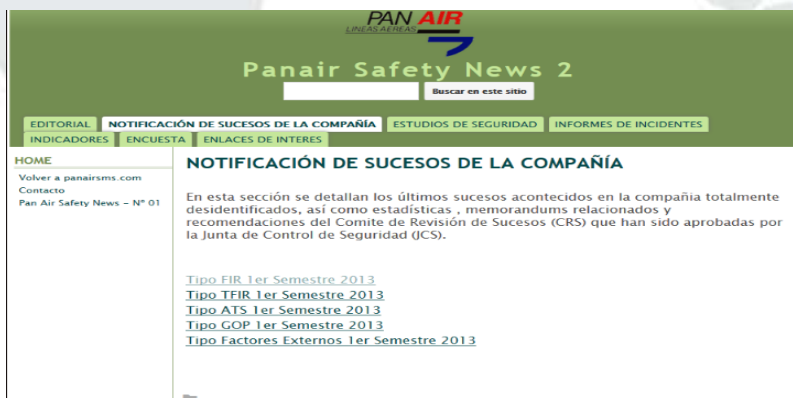 PAN AIR
LINEAS AEREAS
Panair Safety News 2
Buscar en este sitio
EDITORIAL NOTIFICACIÓN DE SUCESOS DE LA COMPAÑÍA ESTUDIOS DE SEGURIDAD INFORMES DE INCIDENTES
INDICADORES ENCUESTA ENLACES DE INTERES
HOME
Volver a panairsms.com
Contacto
Pan Air Safety News – Nº 01
NOTIFICACIÓN DE SUCESOS DE LA COMPAÑÍA
En esta sección se detallan los últimos sucesos acontecidos en la compañia totalmente
desidentificados, así como estadísticas , memorandums relacionados y
recomendaciones del Comite de Revisión de Sucesos (CRS) que han sido aprobadas por
la Junta de Control de Seguridad (JCS).
Tipo FIR 1er Semestre 2013
Tipo TFIR 1er Semestre 2013
Tipo ATS 1er Semestre 2013
Tipo GOP 1er Semestre 2013
Tipo Factores Externos 1er Semestre 2013